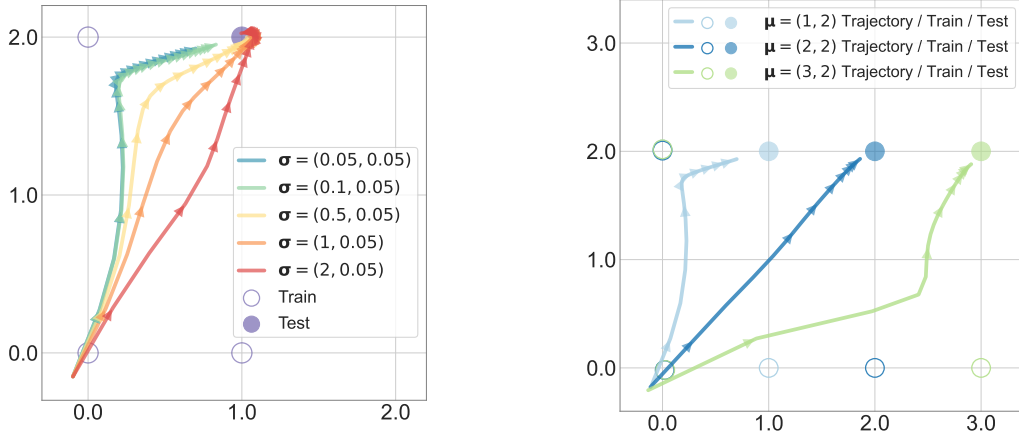 2.0
1.0
0.0
0.0
1.0
2.0
σ = (0.05, 0.05)
σ = (0.1, 0.05)
σ = (0.5, 0.05)
σ = (1, 0.05)
σ = (2, 0.05)
Train
Test
3.0
2.0
1.0
0.0
0.0
1.0
2.0
3.0
μ = (1, 2) Trajectory / Train / Test
μ = (2, 2) Trajectory / Train / Test
μ = (3, 2) Trajectory / Train / Test